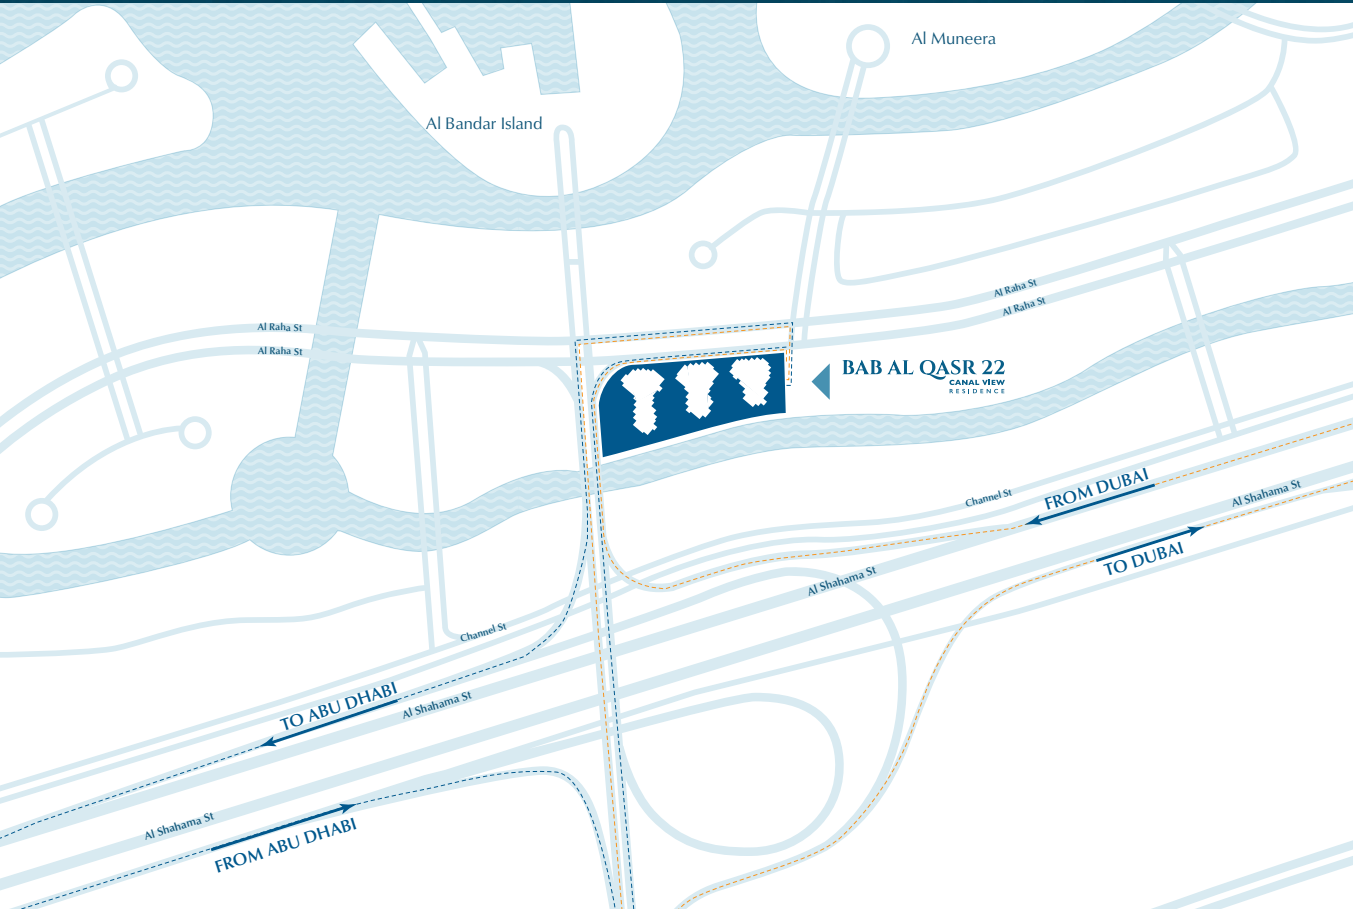 Al Muneera
Al Bandar Island
Al Raha St
Al Raha St
Al Raha St
Al Raha St
BAB AL QASR 22
CANAL VIEW
RESIDENCE
FROM DUBAI
Channel St
Al Shahama St
TO DUBAI
Al Shahama St
Channel St
TO ABU DHABI
Al Shahama St
Al Shahama St
FROM ABU DHABI